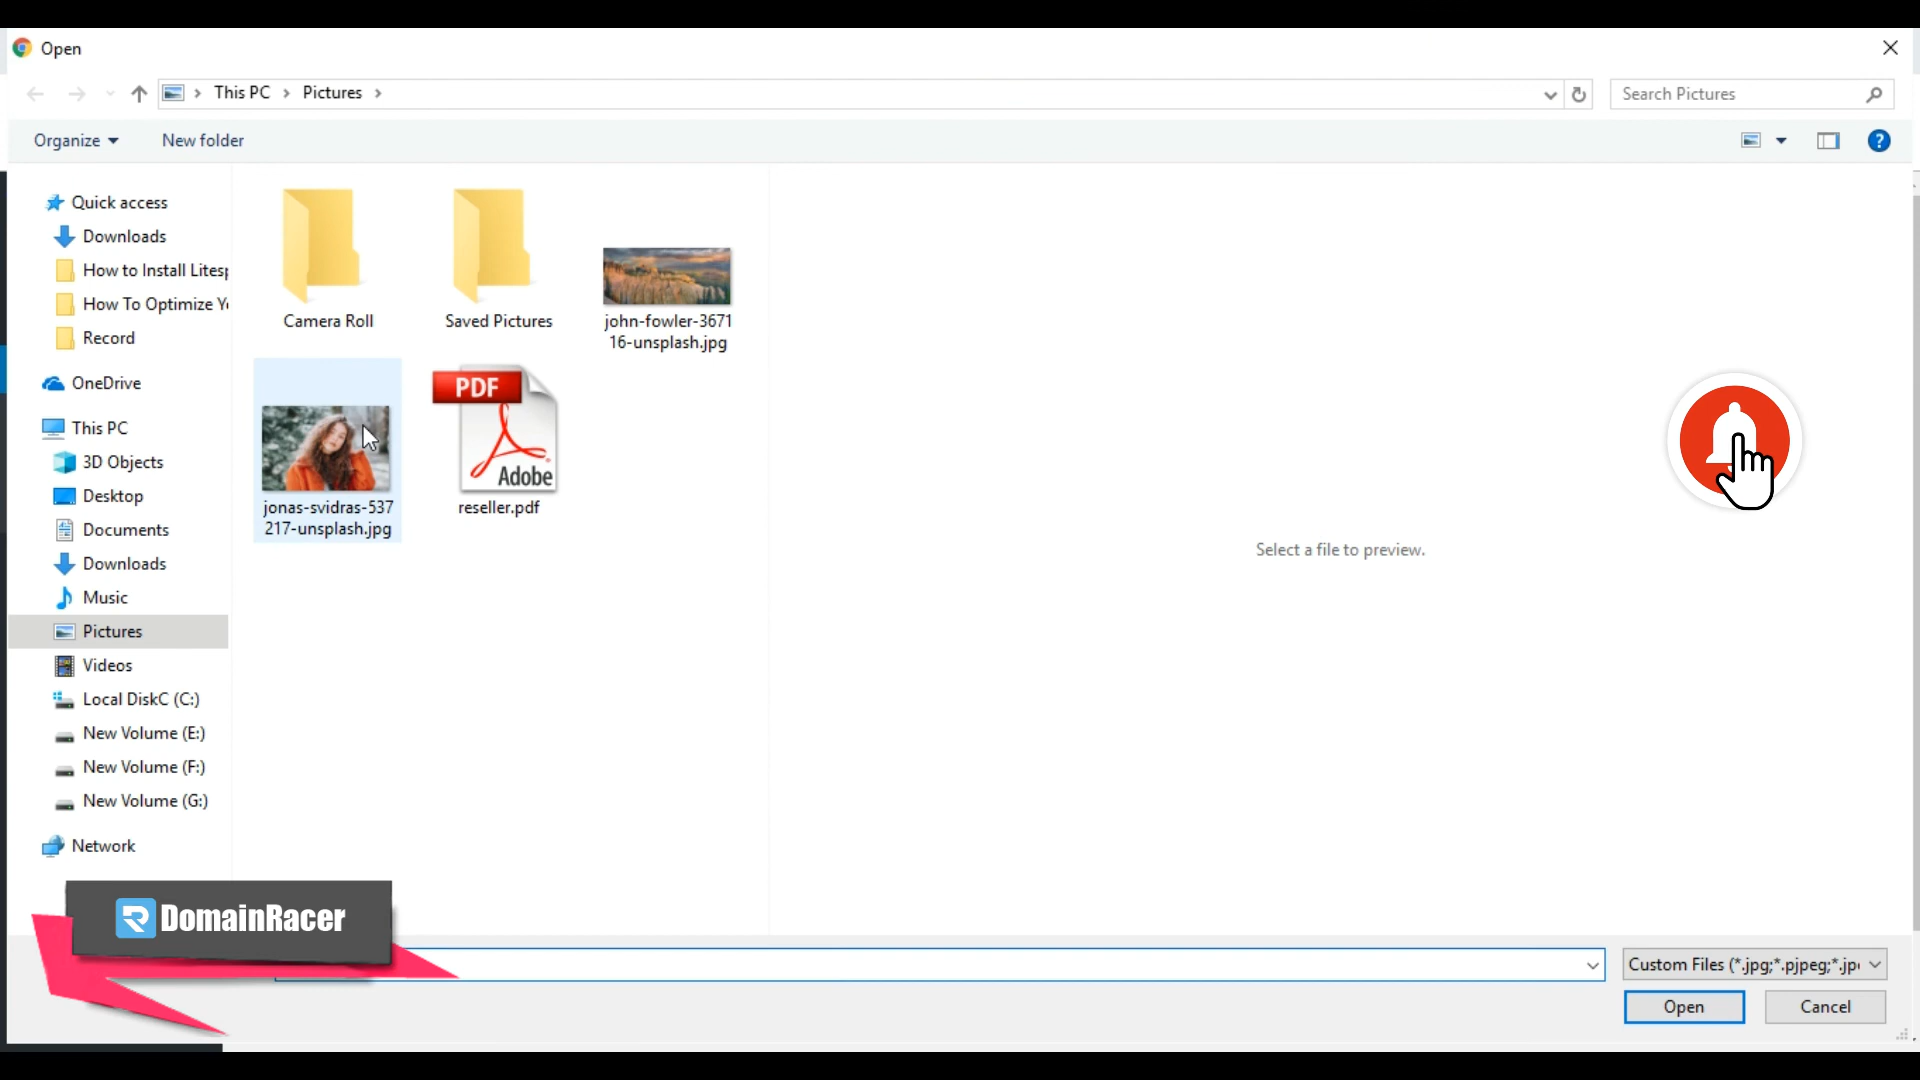 Open
This PC > Pictures >
Search Pictures
Organize
New folder
?
Quick access
Downloads
How to Install Litesp
How To Optimize Y
Record
OneDrive
This PC
3D Objects
Desktop
Documents
Downloads
Music
Pictures
Videos
Local DiskC (C:)
New Volume (E:)
New Volume (F:)
New Volume (G:)
Network
Camera Roll
Saved Pictures
john-fowler-3671
16-unsplash.jpg
jonas-svidras-537
217-unsplash.jpg
PDF
Adobe
reseller.pdf
Select a file to preview.
DomainRacer
Custom Files (*.jpg;*.pjpeg;*.jp
Open
Cancel